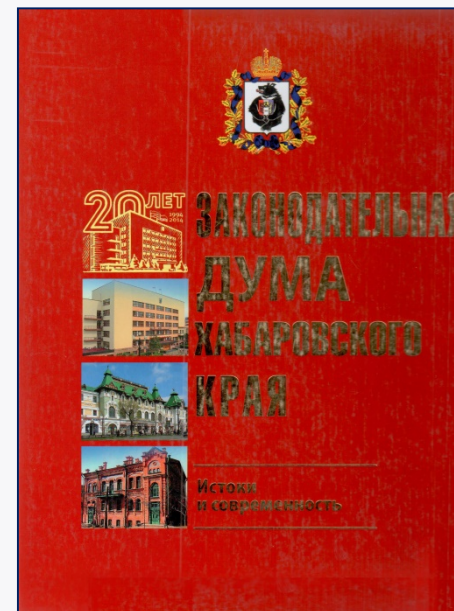 20 ЛЕТ
1994
2014
ЗАКОНОДАТЕЛЬНАЯ
ДУМА
ХАБАРОВСКОГО
КРАЯ
Истоки
и современность